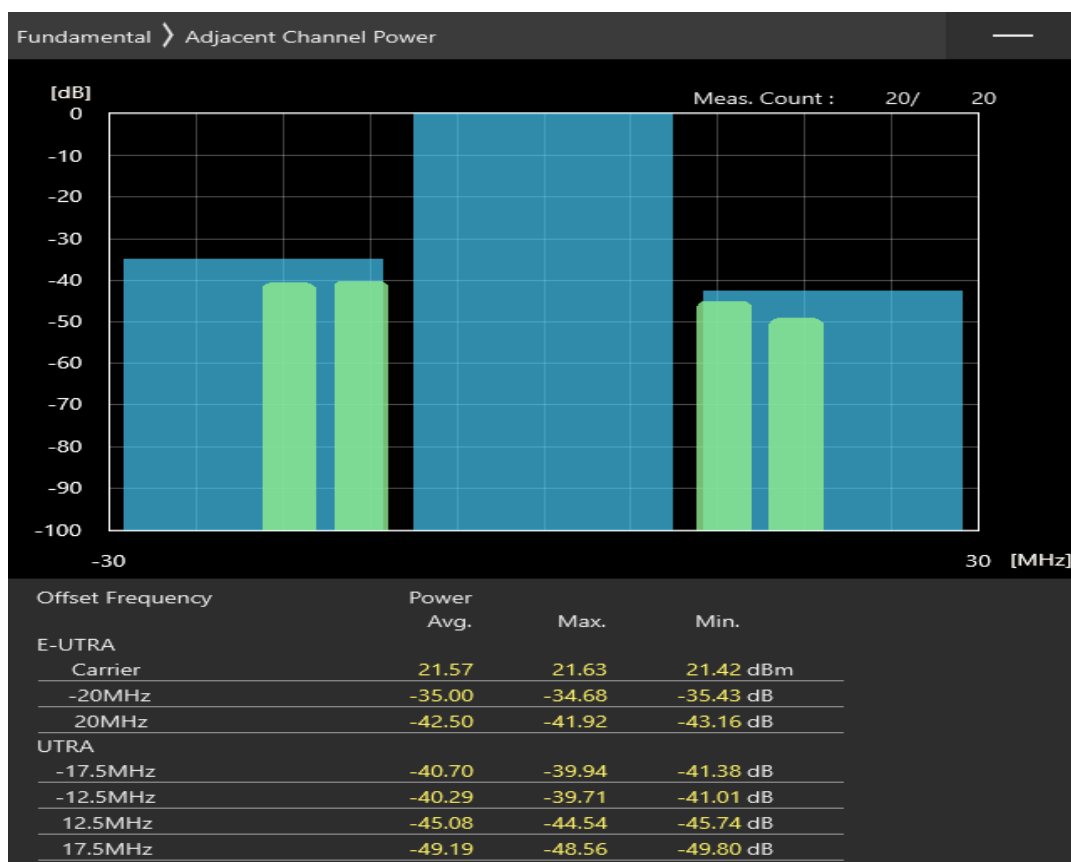 Fundamental ❯ Adjacent Channel Power
[dB]
Meas. Count : 20/ 20
0
-10
-20
-30
-40
-50
-60
-70
-80
-90
-100
-30 30 [MHz]
Offset Frequency Power
Avg. Max. Min.
E-UTRA
Carrier 21.57 21.63 21.42 dBm
-20MHz -35.00 -34.68 -35.43 dB
20MHz -42.50 -41.92 -43.16 dB
UTRA
-17.5MHz -40.70 -39.94 -41.38 dB
-12.5MHz -40.29 -39.71 -41.01 dB
12.5MHz -45.08 -44.54 -45.74 dB
17.5MHz -49.19 -48.56 -49.80 dB